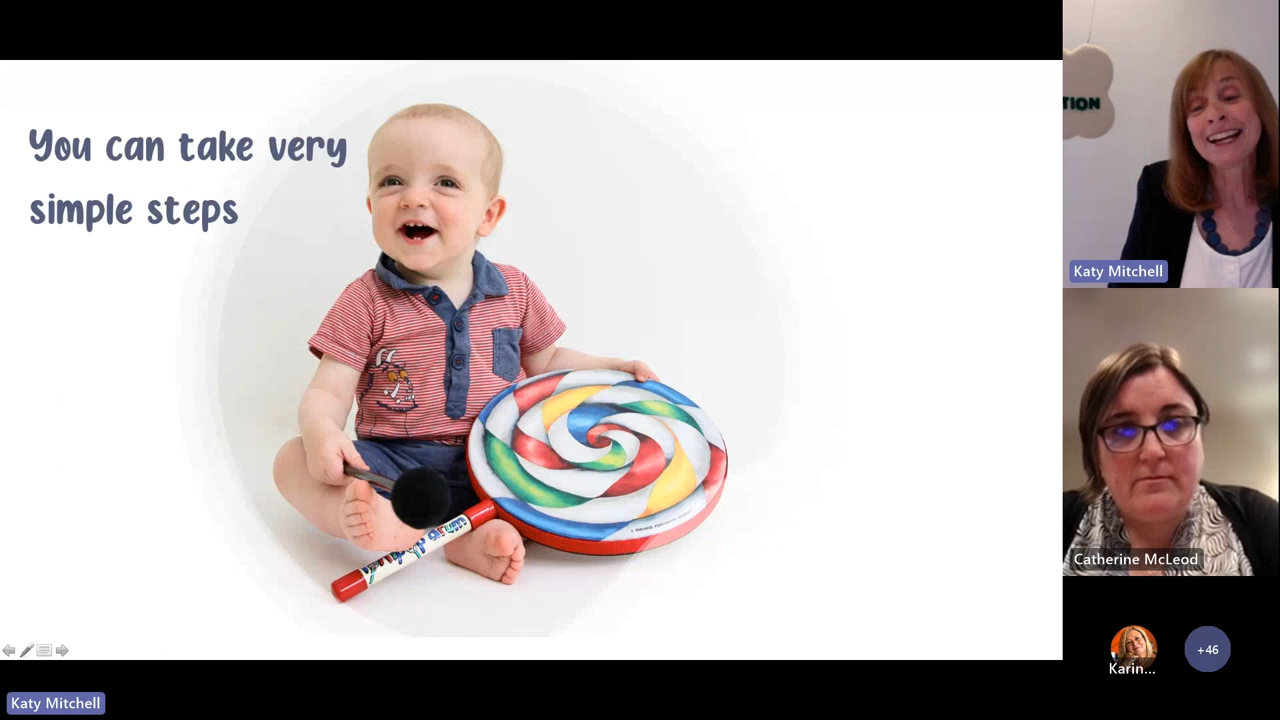 You can take very
simple steps
TION
Katy Mitchell
Catherine McLeod
Karin...
+46
Katy Mitchell